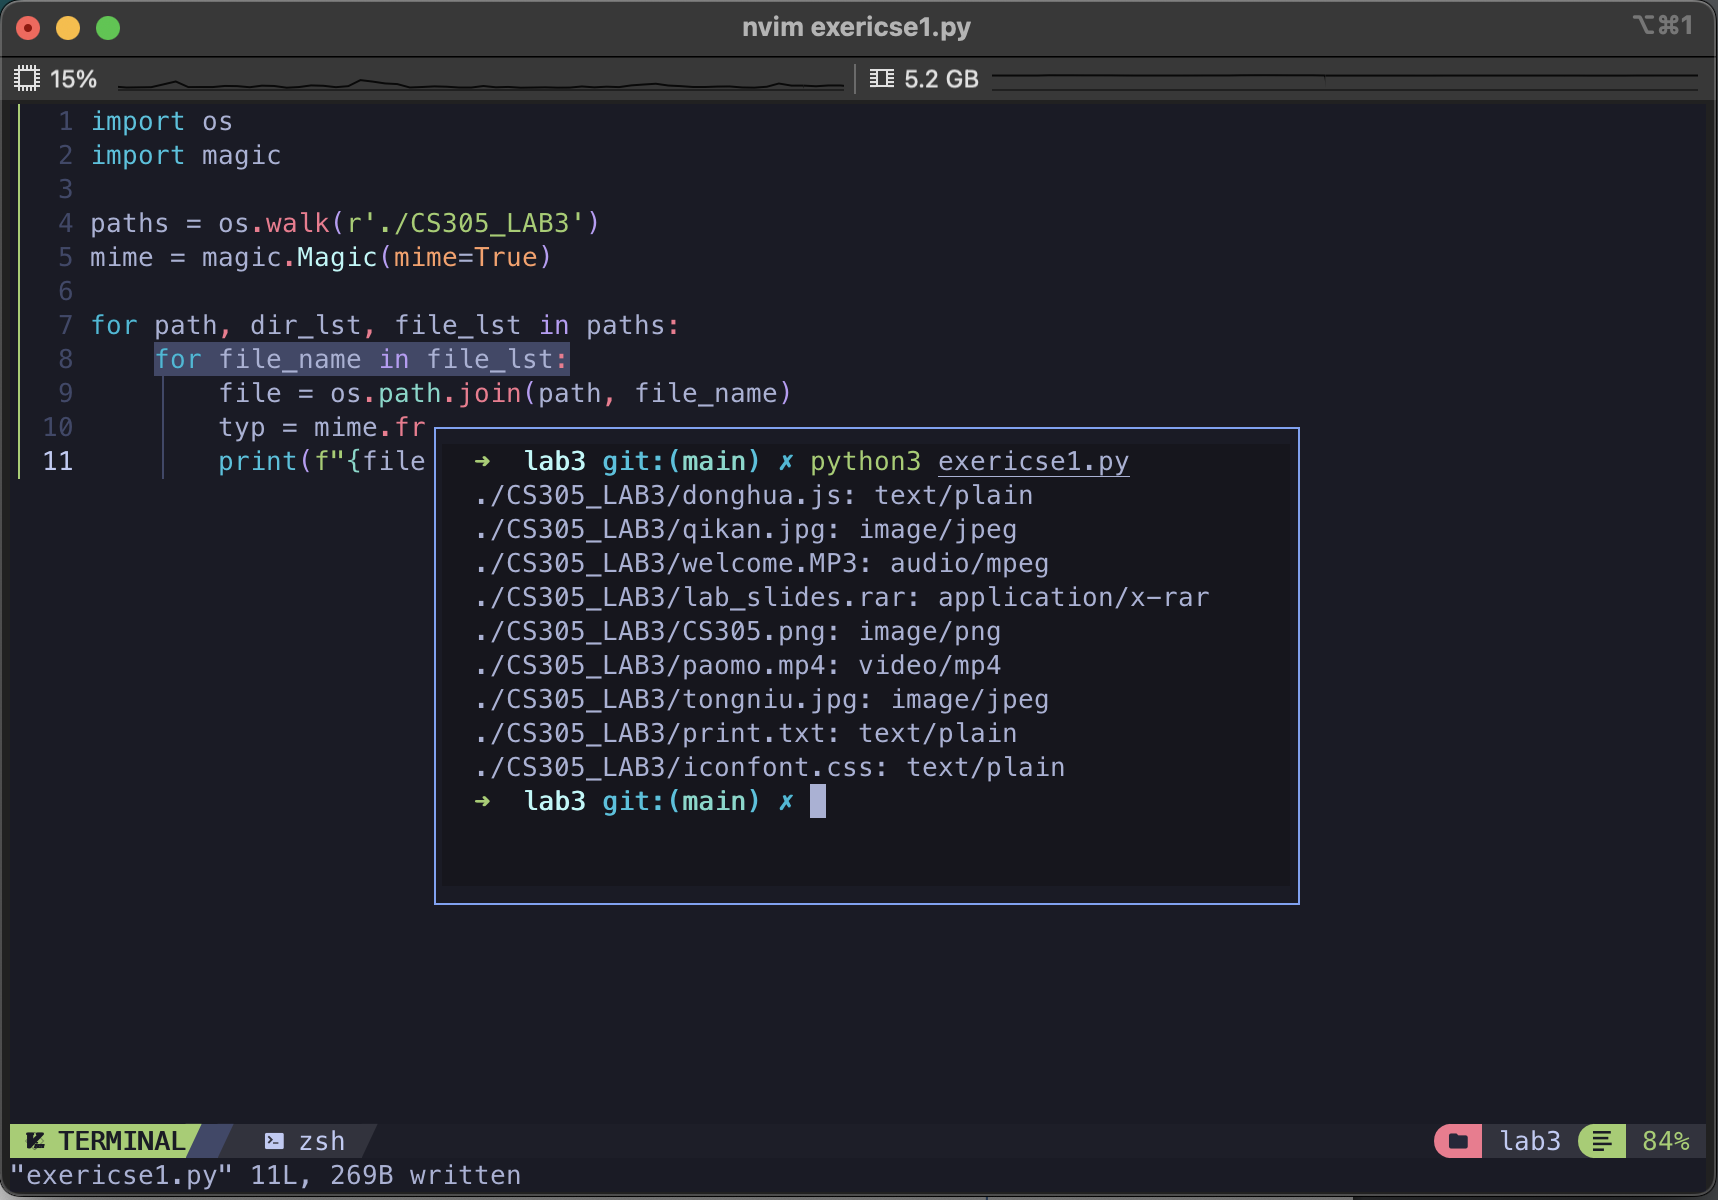 nvim exericse1.py
⌥⌘1
15%
5.2 GB
1 import os
2 import magic
3
4 paths = os.walk(r'./CS305_LAB3')
5 mime = magic.Magic(mime=True)
6
7 for path, dir_lst, file_lst in paths:
8 for file_name in file_lst:
9 file = os.path.join(path, file_name)
10 typ = mime.fr
11 print(f"{file
➜ lab3 git:(main) ✗ python3 exericse1.py
./CS305_LAB3/donghua.js: text/plain
./CS305_LAB3/qikan.jpg: image/jpeg
./CS305_LAB3/welcome.MP3: audio/mpeg
./CS305_LAB3/lab_slides.rar: application/x-rar
./CS305_LAB3/CS305.png: image/png
./CS305_LAB3/paomo.mp4: video/mp4
./CS305_LAB3/tongniu.jpg: image/jpeg
./CS305_LAB3/print.txt: text/plain
./CS305_LAB3/iconfont.css: text/plain
➜ lab3 git:(main) ✗
TERMINAL zsh lab3 84%
"exericse1.py" 11L, 269B written